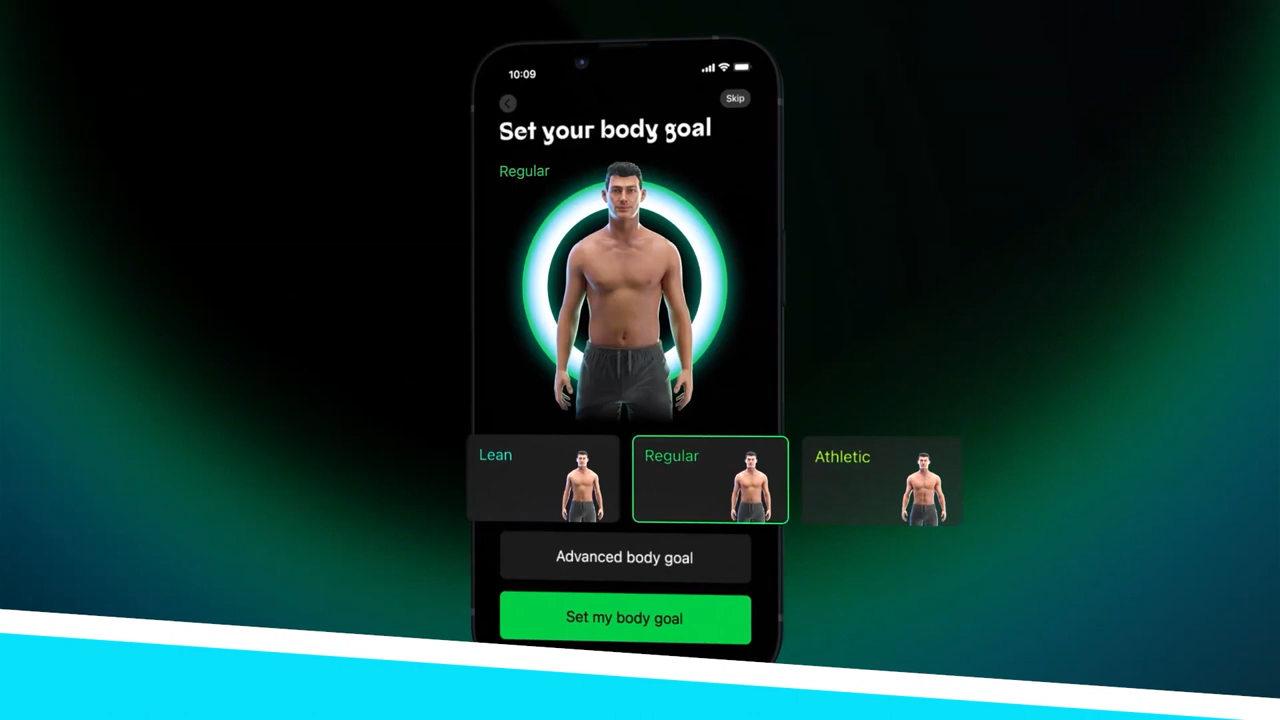 10:09
Skip
Set your body goal
Regular
Lean
Regular
Athletic
Advanced body goal
Set my body goal